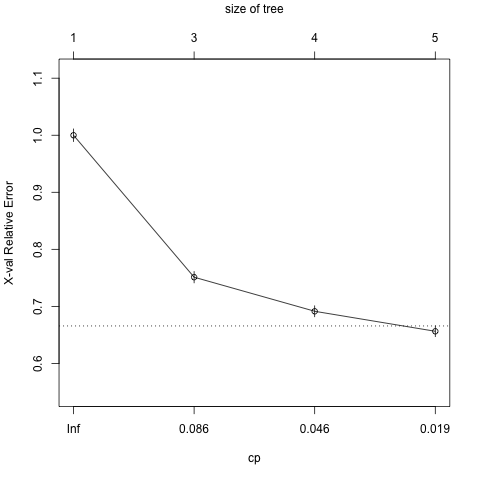 size of tree
1 3 4 5
1.1
1.0
0.9
0.8
0.7
0.6
X-val Relative Error
Inf 0.086 0.046 0.019
cp